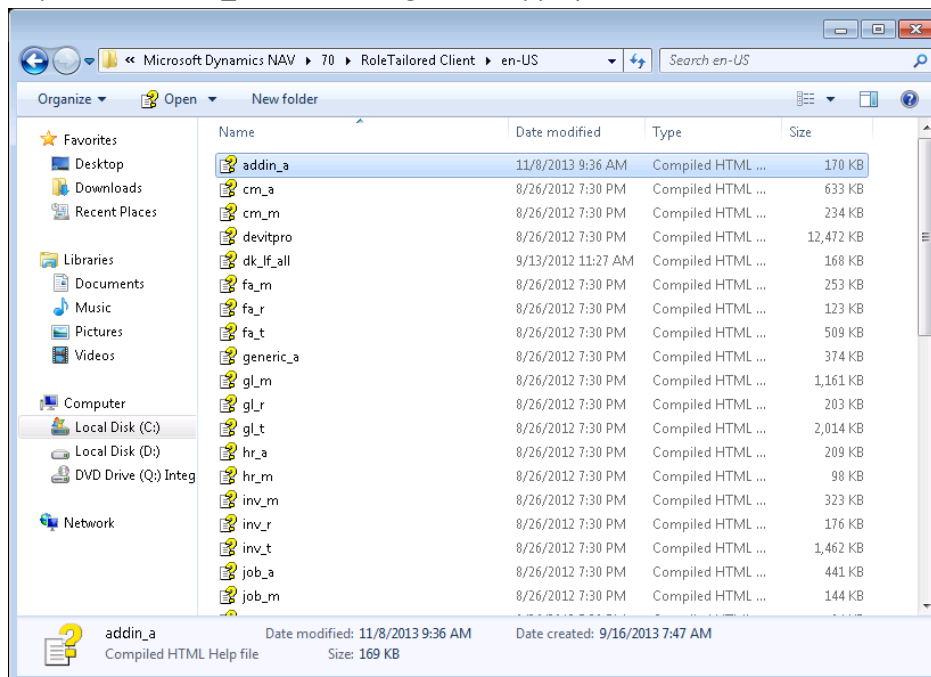 « Microsoft Dynamics NAV ▸ 70 ▸ RoleTailored Client ▸ en-US Search en-US
Organize Open New folder
Name Date modified Type Size
Favorites
Desktop
Downloads
Recent Places
Libraries
Documents
Music
Pictures
Videos
Computer
Local Disk (C:)
Local Disk (D:)
DVD Drive (Q:) Integ
Network
addin_a 11/8/2013 9:36 AM Compiled HTML ... 170 KB
cm_a 8/26/2012 7:30 PM Compiled HTML ... 633 KB
cm_m 8/26/2012 7:30 PM Compiled HTML ... 234 KB
devitpro 8/26/2012 7:30 PM Compiled HTML ... 12,472 KB
dk_lf_all 9/13/2012 11:27 AM Compiled HTML ... 168 KB
fa_m 8/26/2012 7:30 PM Compiled HTML ... 253 KB
fa_r 8/26/2012 7:30 PM Compiled HTML ... 123 KB
fa_t 8/26/2012 7:30 PM Compiled HTML ... 509 KB
generic_a 8/26/2012 7:30 PM Compiled HTML ... 374 KB
gl_m 8/26/2012 7:30 PM Compiled HTML ... 1,161 KB
gl_r 8/26/2012 7:30 PM Compiled HTML ... 203 KB
gl_t 8/26/2012 7:30 PM Compiled HTML ... 2,014 KB
hr_a 8/26/2012 7:30 PM Compiled HTML ... 209 KB
hr_m 8/26/2012 7:30 PM Compiled HTML ... 98 KB
inv_m 8/26/2012 7:30 PM Compiled HTML ... 323 KB
inv_r 8/26/2012 7:30 PM Compiled HTML ... 176 KB
inv_t 8/26/2012 7:30 PM Compiled HTML ... 1,462 KB
job_a 8/26/2012 7:30 PM Compiled HTML ... 441 KB
job_m 8/26/2012 7:30 PM Compiled HTML ... 144 KB
addin_a Date modified: 11/8/2013 9:36 AM Date created: 9/16/2013 7:47 AM
Compiled HTML Help file Size: 169 KB